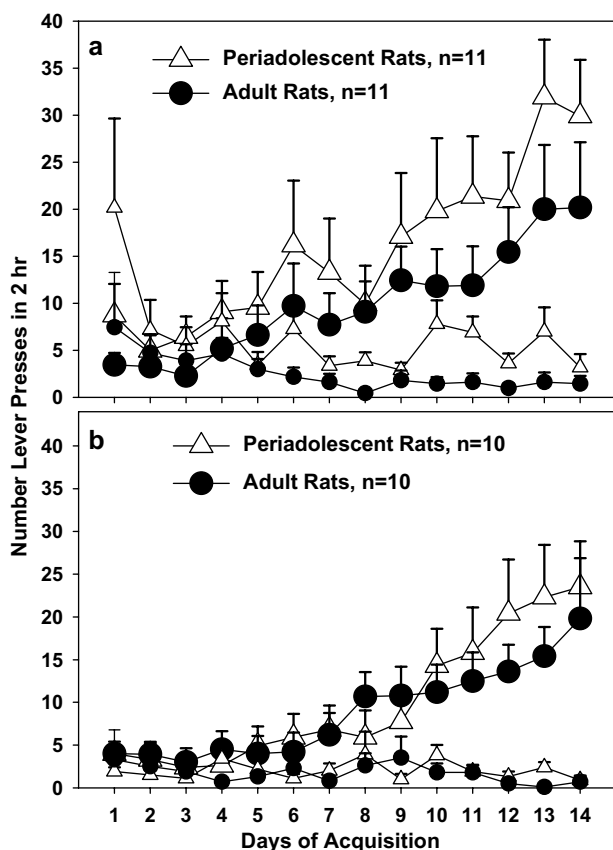 a
Periadolescent Rats, n=11
Adult Rats, n=11
40
35
30
25
20
15
10
5
0
b
Periadolescent Rats, n=10
Adult Rats, n=10
40
35
30
25
20
15
10
5
0
Number Lever Presses in 2 hr
1 2 3 4 5 6 7 8 9 10 11 12 13 14
Days of Acquisition